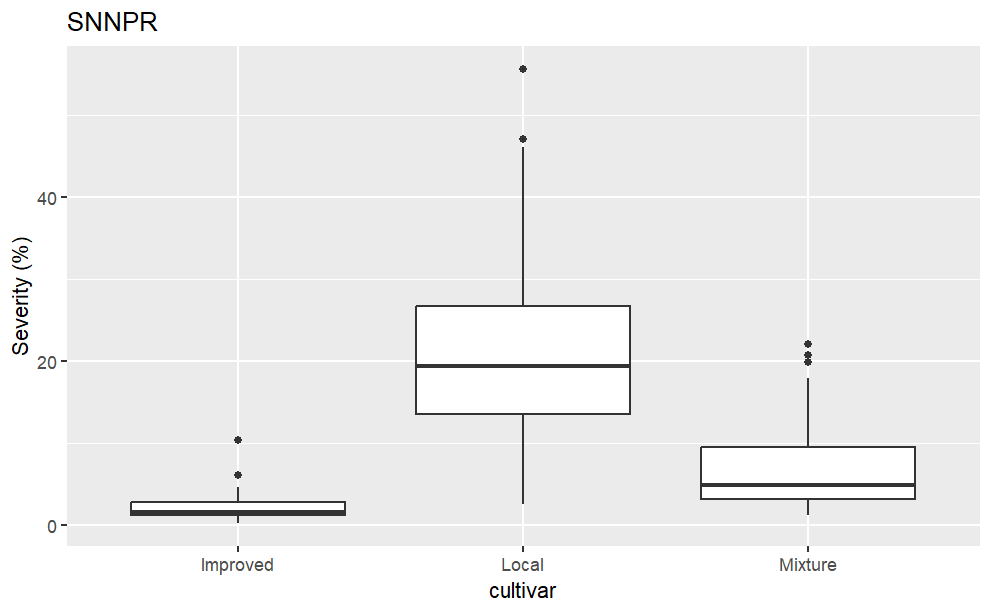 SNNPR
Severity (%)
40
20
0
Improved
Local
Mixture
cultivar